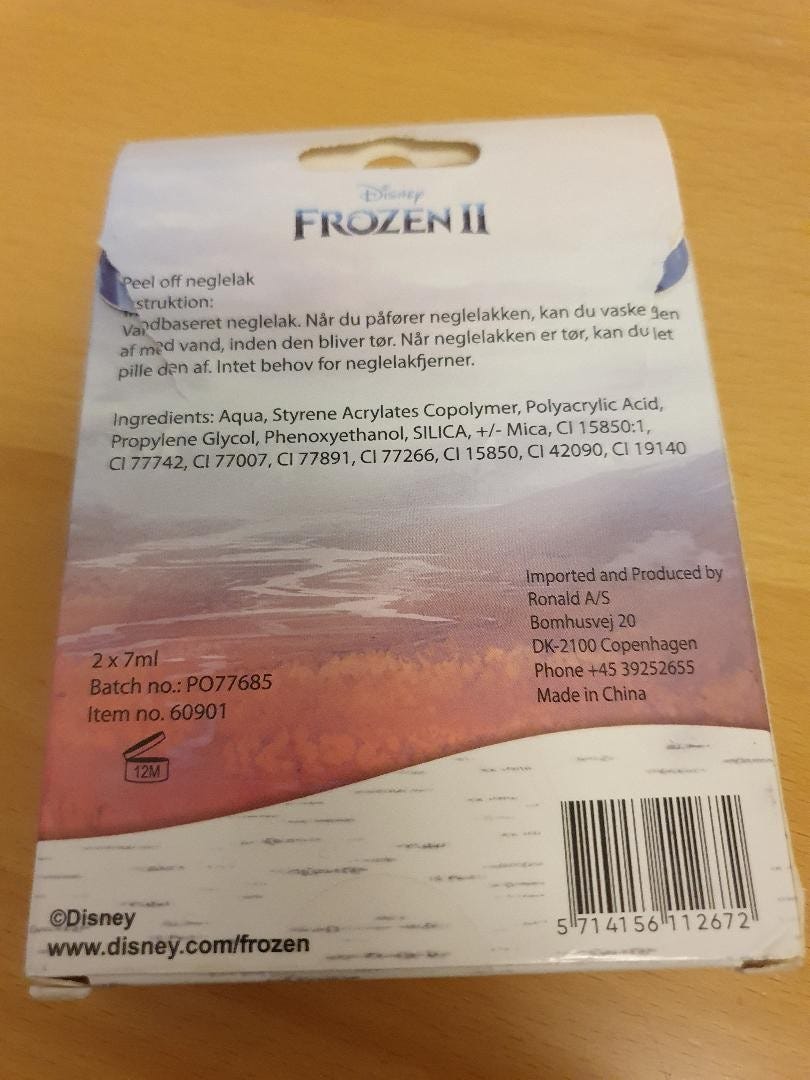 Disney
FROZEN II
Peel off neglelak
struktion:
Vandbaseret neglelak. Når du påfører neglelakken, kan du vaske den
af med vand, inden den bliver tør. Når neglelakken er tør, kan du let
pille den af. Intet behov for neglelakfjerner.
Ingredients: Aqua, Styrene Acrylates Copolymer, Polyacrylic Acid,
Propylene Glycol, Phenoxyethanol, SILICA, +/- Mica, CI 15850:1,
CI 77742, CI 77007, CI 77891, CI 77266, CI 15850, CI 42090, CI 19140
Imported and Produced by
Ronald A/S
Bomhusvej 20
DK-2100 Copenhagen
Phone +45 39252655
Made in China
2 x 7ml
Batch no.: PO77685
Item no. 60901
12M
©Disney
www.disney.com/frozen
5 714156 112672